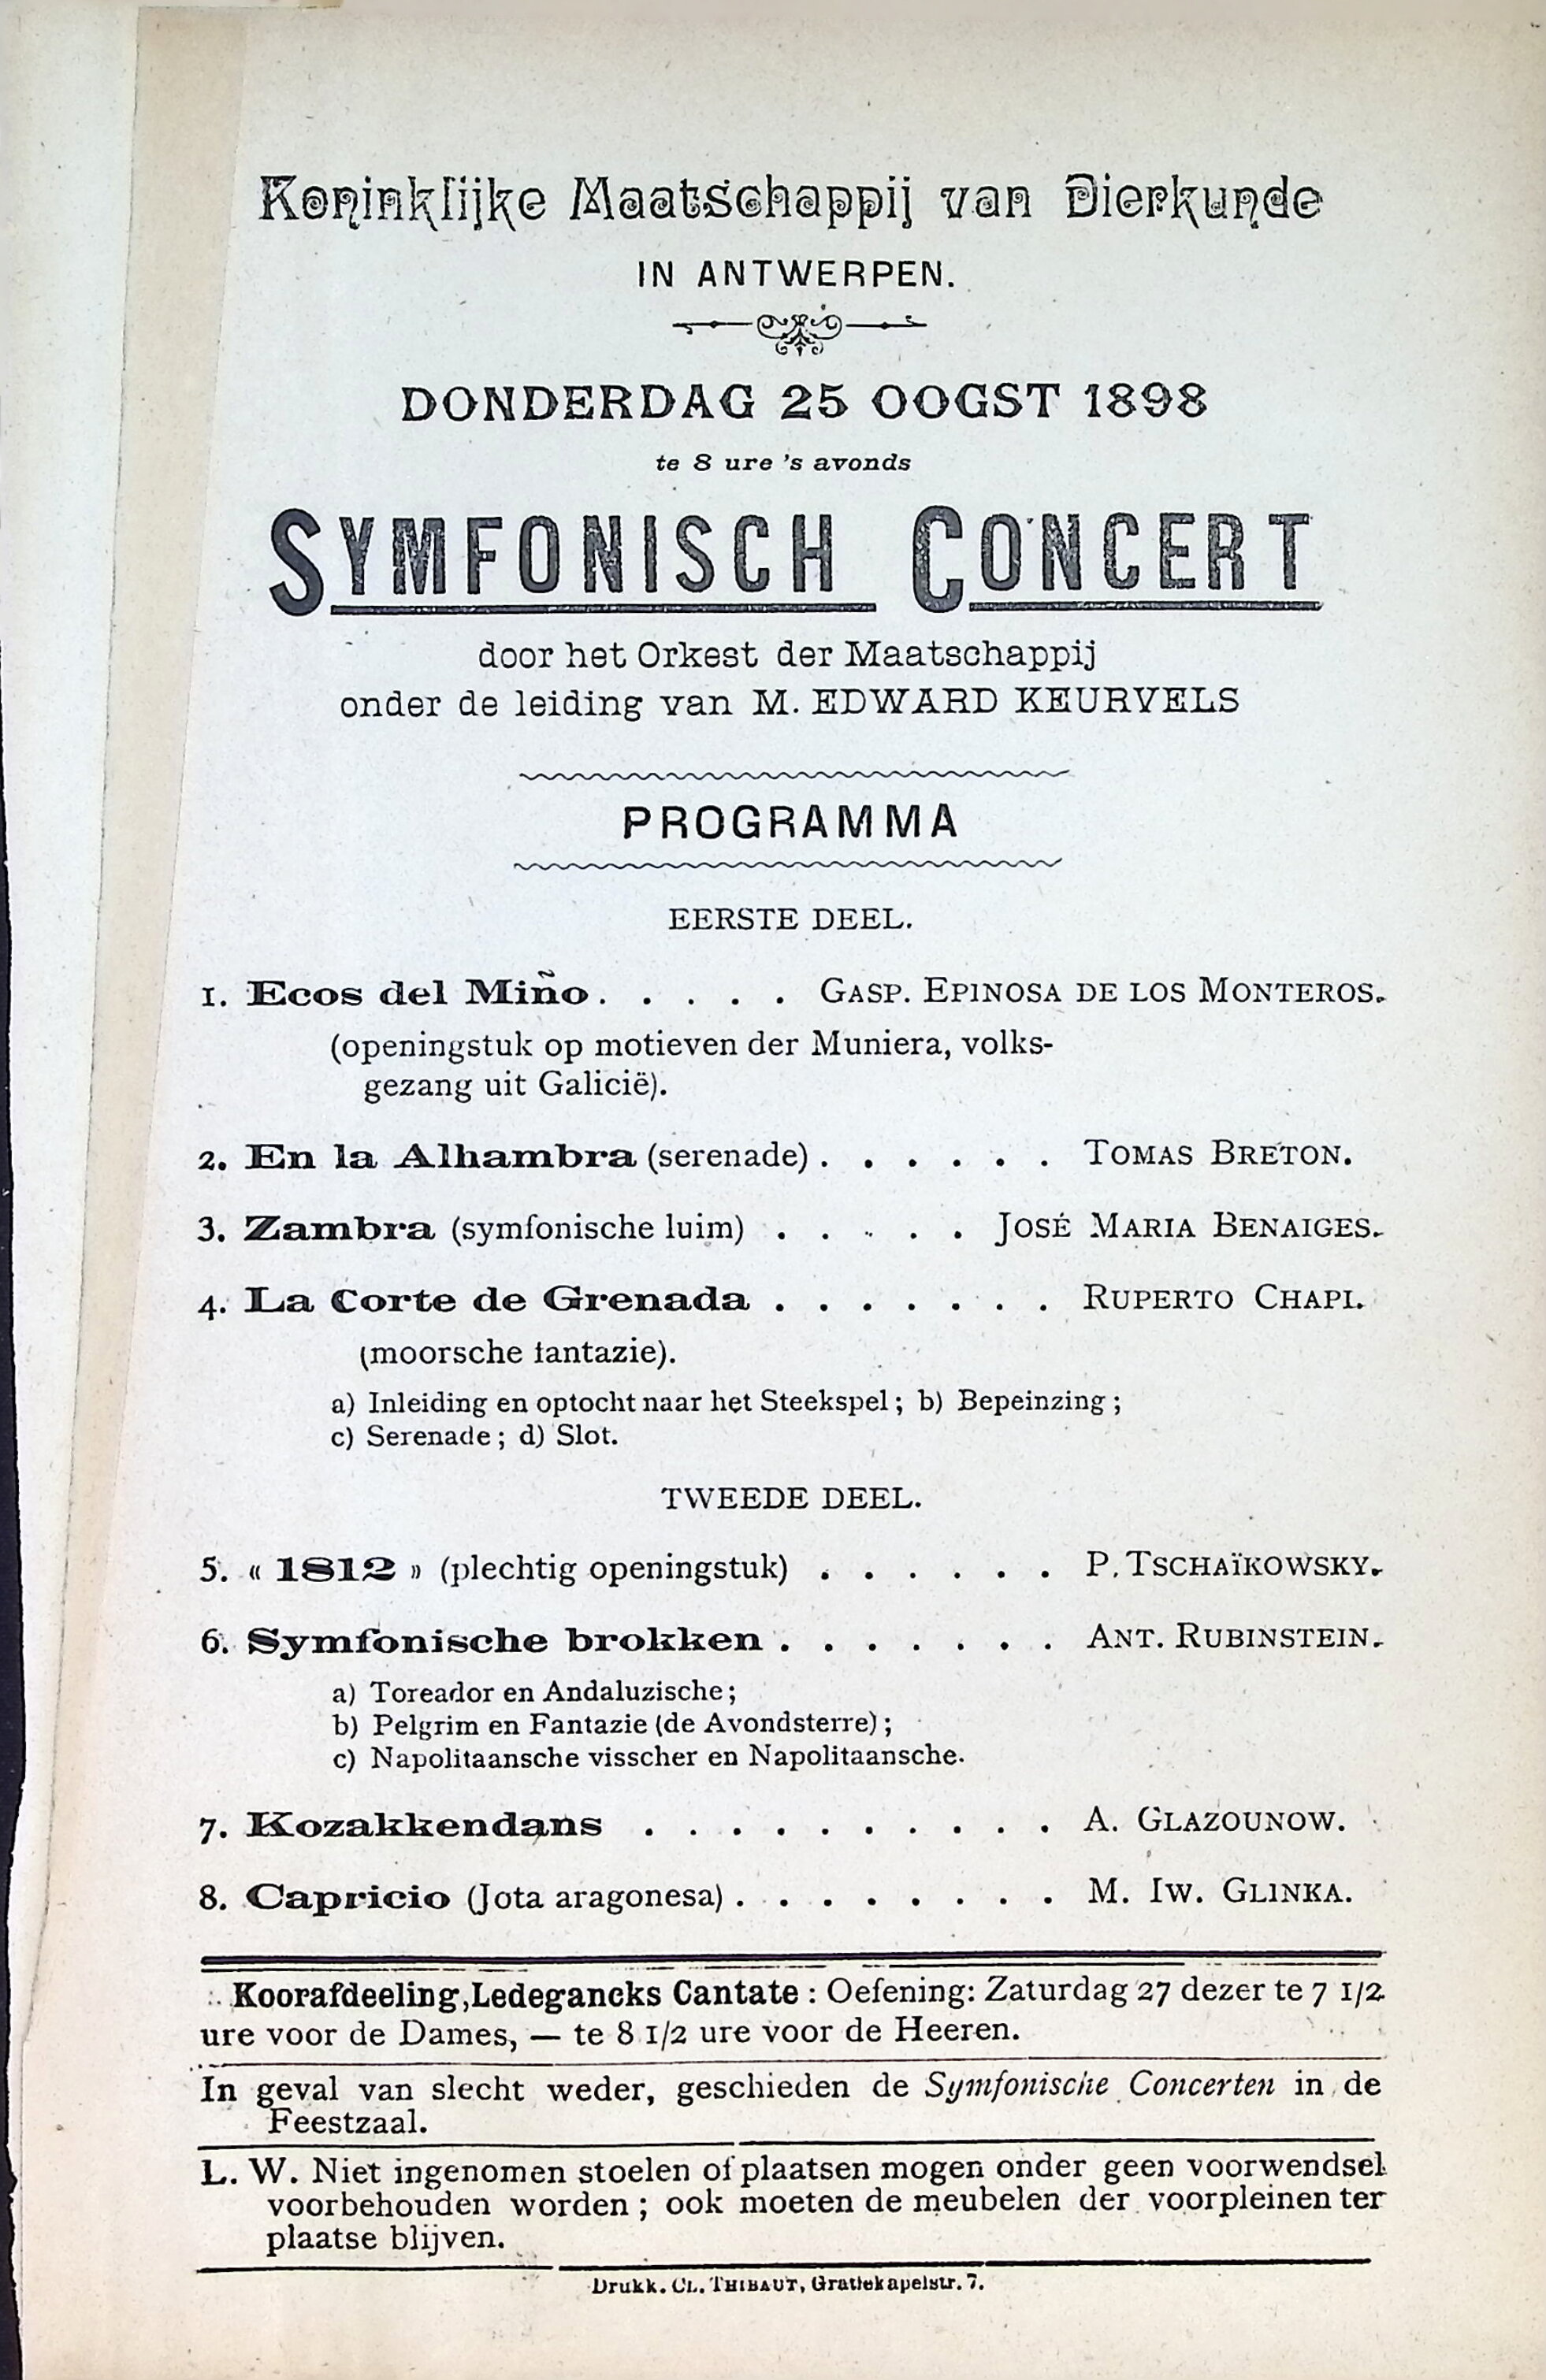 Koninklijke Maatschappij van Dierkunde
IN ANTWERPEN.
DONDERDAG 25 OOGST 1898
te 8 ure 's avonds
SYMFONISCH CONCERT
door het Orkest der Maatschappij
onder de leiding van M. EDWARD KEURVELS
PROGRAMMA
EERSTE DEEL.
1. Ecos del Miño . . . . . GASP. EPINOSA DE LOS MONTEROS.
(openingstuk op motieven der Muniera, volks-
gezang uit Galicië).
2. En la Alhambra (serenade) . . . . . . TOMAS BRETON.
3. Zambra (symfonische luim) . . . . . JOSÉ MARIA BENAIGES.
4. La Corte de Grenada . . . . . . . RUPERTO CHAPI.
(moorsche fantazie).
a) Inleiding en optocht naar het Steekspel ; b) Bepeinzing ;
c) Serenade ; d) Slot.
TWEEDE DEEL.
5. « 1812 » (plechtig openingstuk) . . . . . . P. TSCHAÏKOWSKY.
6. Symfonische brokken . . . . . . . ANT. RUBINSTEIN.
a) Toreador en Andaluzische ;
b) Pelgrim en Fantazie (de Avondsterre) ;
c) Napolitaansche visscher en Napolitaansche.
7. Kozakkendans . . . . . . . . . . A. GLAZOUNOW.
8. Capricio (Jota aragonesa) . . . . . . . . M. IW. GLINKA.
Koorafdeeling, Ledegancks Cantate : Oefening: Zaturdag 27 dezer te 7 1/2
ure voor de Dames, — te 8 1/2 ure voor de Heeren.
In geval van slecht weder, geschieden de Symfonische Concerten in de
Feestzaal.
L. W. Niet ingenomen stoelen of plaatsen mogen onder geen voorwendsel
voorbehouden worden ; ook moeten de meubelen der voorpleinen ter
plaatse blijven.
Drukk. CL. THIBAUT, Gratiekapelstr. 7.